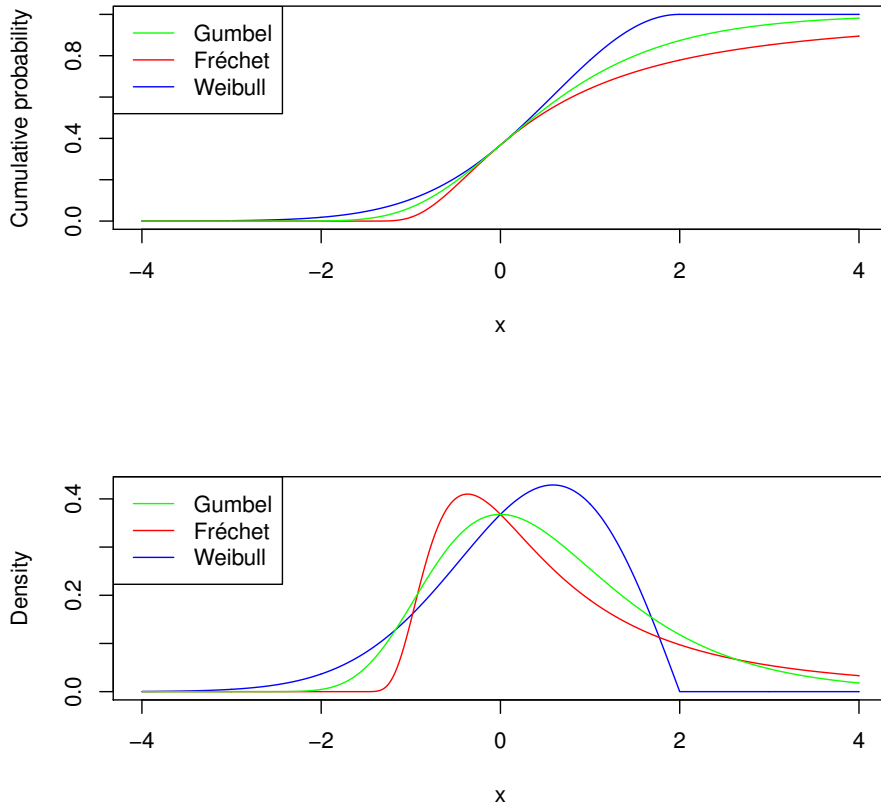 Cumulative probability
0.8
0.4
0.0
Gumbel
Fréchet
Weibull
−4 −2 0 2 4
x
Density
0.4
0.2
0.0
Gumbel
Fréchet
Weibull
−4 −2 0 2 4
x